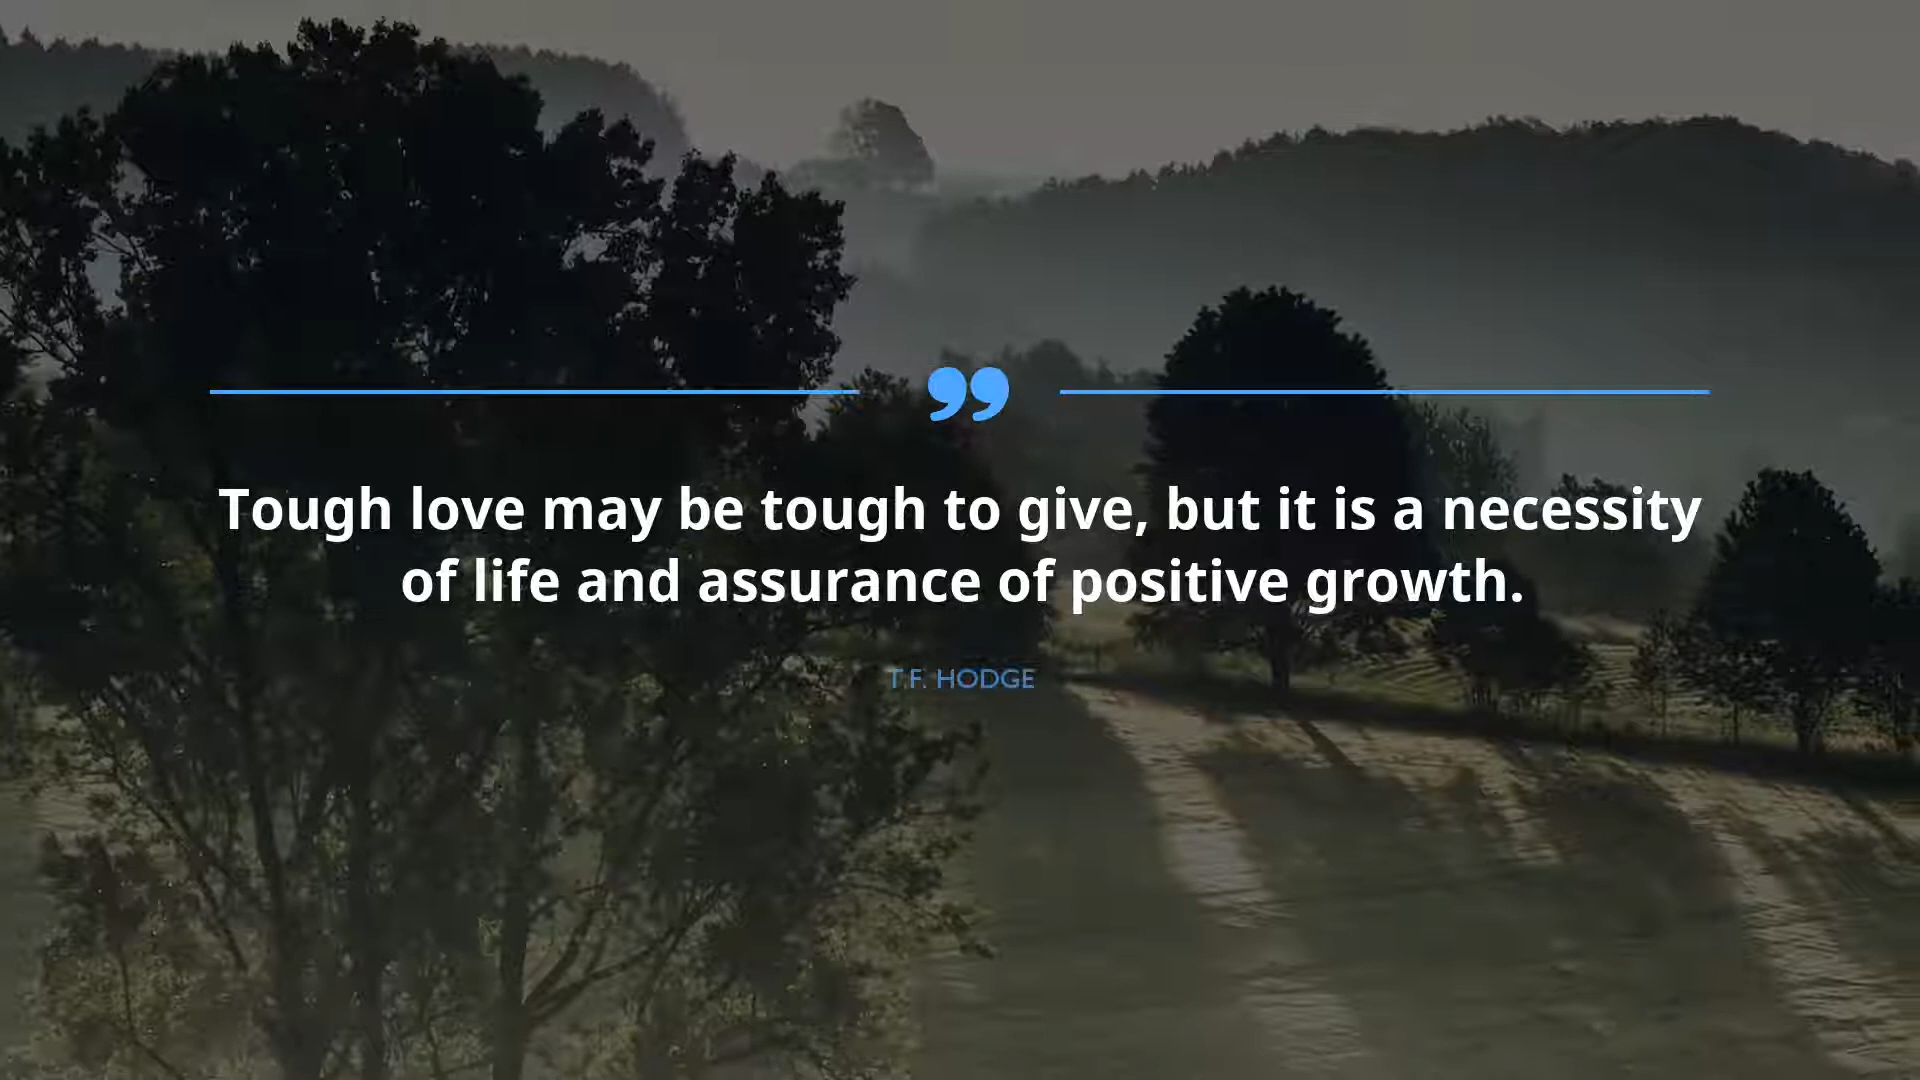 ”
Tough love may be tough to give, but it is a necessity
of life and assurance of positive growth.
T.F. HODGE